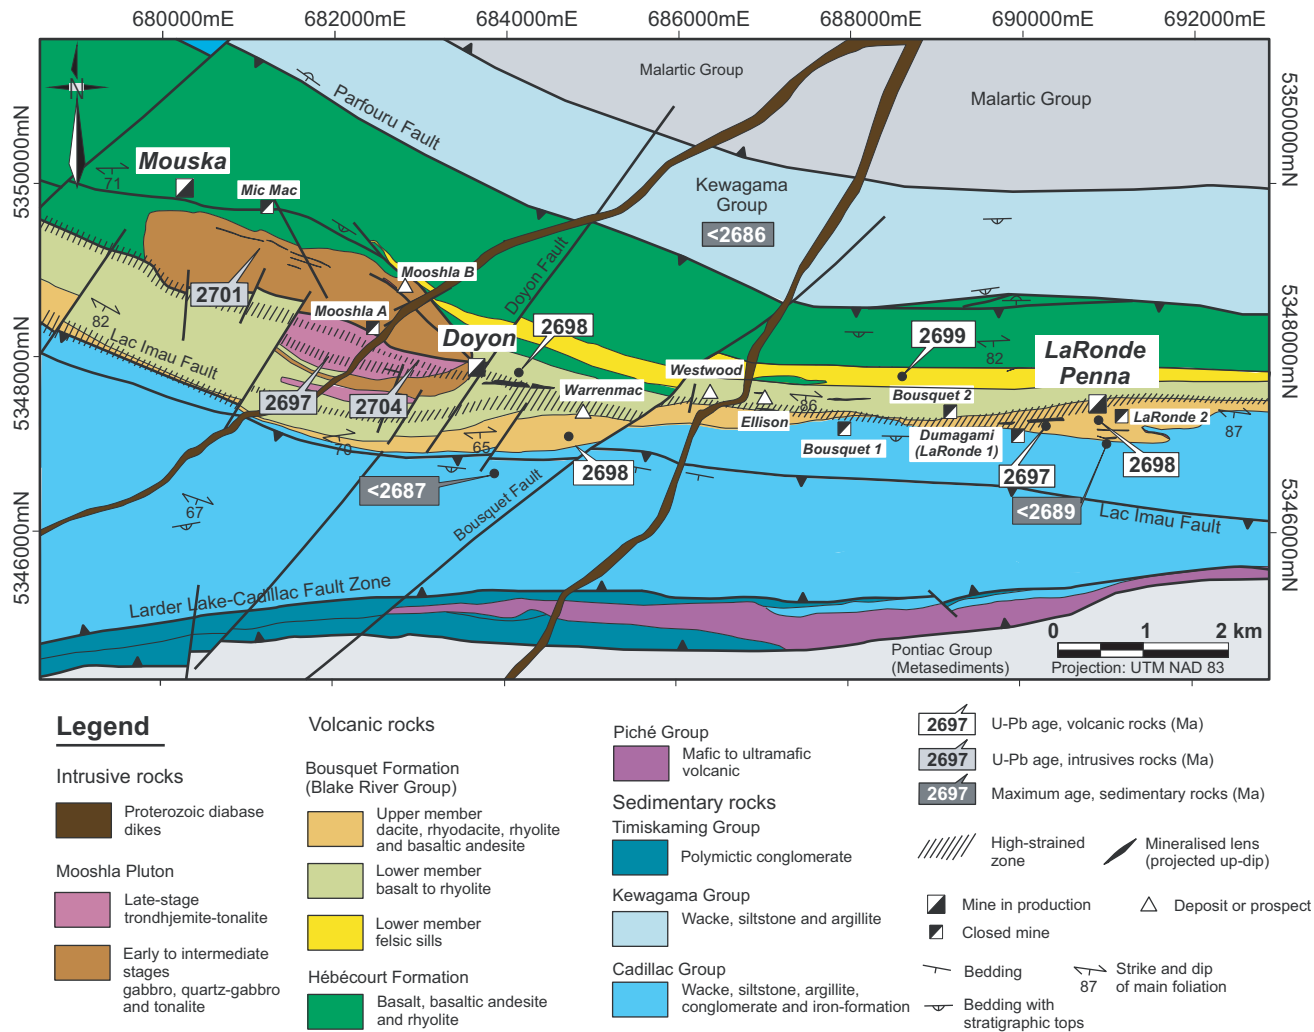 680000mE
682000mE
684000mE
686000mE
688000mE
690000mE
692000mE
5350000mN
5348000mN
5346000mN
5350000mN
5348000mN
5346000mN
N
Malartic Group
Malartic Group
Parfouru Fault
Mouska
71
Mic Mac
Kewagama
Group
<2686
Doyon Fault
Mooshla B
2701
Mooshla A
82
Lac Imau Fault
Doyon
2698
2699
82
LaRonde
Penna
Westwood
Warrenmac
Bousquet 2
86
2697
2704
Ellison
LaRonde 2
87
Bousquet 1
Dumagami
(LaRonde 1)
70
65
2698
2697
2698
<2687
Bousquet Fault
<2689
Lac Imau Fault
67
Larder Lake-Cadillac Fault Zone
Pontiac Group
(Metasediments)
0 1 2 km
Projection: UTM NAD 83
Legend
Intrusive rocks
Proterozoic diabase
dikes
Mooshla Pluton
Late-stage
trondhjemite-tonalite
Early to intermediate
stages
gabbro, quartz-gabbro
and tonalite
Volcanic rocks
Bousquet Formation
(Blake River Group)
Upper member
dacite, rhyodacite, rhyolite
and basaltic andesite
Lower member
basalt to rhyolite
Lower member
felsic sills
Hébécourt Formation
Basalt, basaltic andesite
and rhyolite
Piché Group
Mafic to ultramafic
volcanic
Sedimentary rocks
Timiskaming Group
Polymictic conglomerate
Kewagama Group
Wacke, siltstone and argillite
Cadillac Group
Wacke, siltstone, argillite,
conglomerate and iron-formation
2697 U-Pb age, volcanic rocks (Ma)
2697 U-Pb age, intrusives rocks (Ma)
2697 Maximum age, sedimentary rocks (Ma)
High-strained
zone
Mineralised lens
(projected up-dip)
Mine in production
Deposit or prospect
Closed mine
Bedding
87
Strike and dip
of main foliation
Bedding with
stratigraphic tops